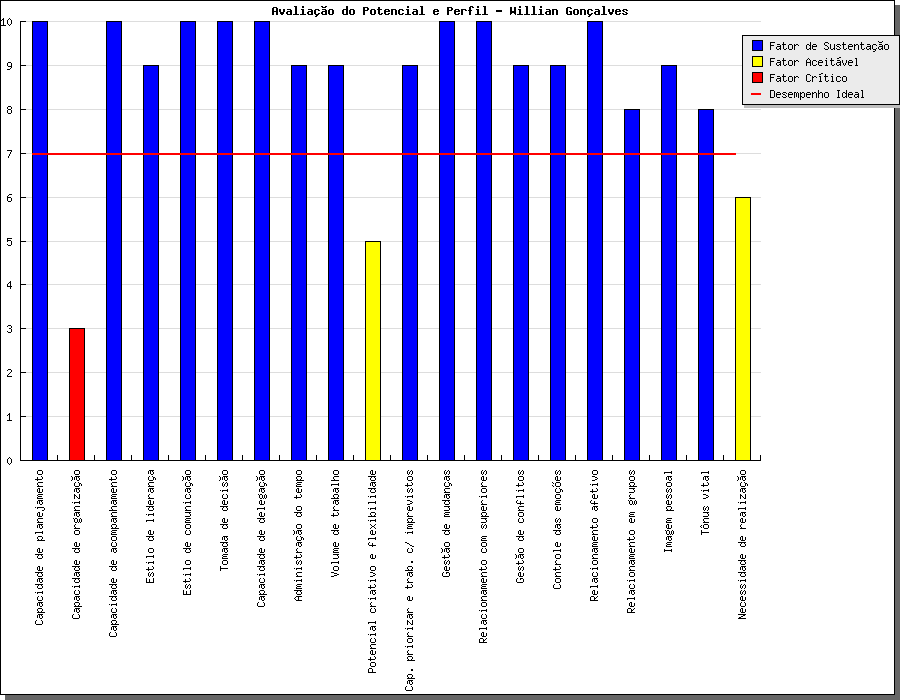 Avaliação do Potencial e Perfil - Willian Gonçalves
Fator de Sustentação
Fator Aceitável
Fator Crítico
Desempenho Ideal
10
9
8
7
6
5
4
3
2
1
0
Capacidade de planejamento
Capacidade de organização
Capacidade de acompanhamento
Estilo de liderança
Estilo de comunicação
Tomada de decisão
Capacidade de delegação
Administração do tempo
Volume de trabalho
Potencial criativo e flexibilidade
Cap. priorizar e trab. c/ imprevistos
Gestão de mudanças
Relacionamento com superiores
Gestão de conflitos
Controle das emoções
Relacionamento afetivo
Relacionamento em grupos
Imagem pessoal
Tônus vital
Necessidade de realização